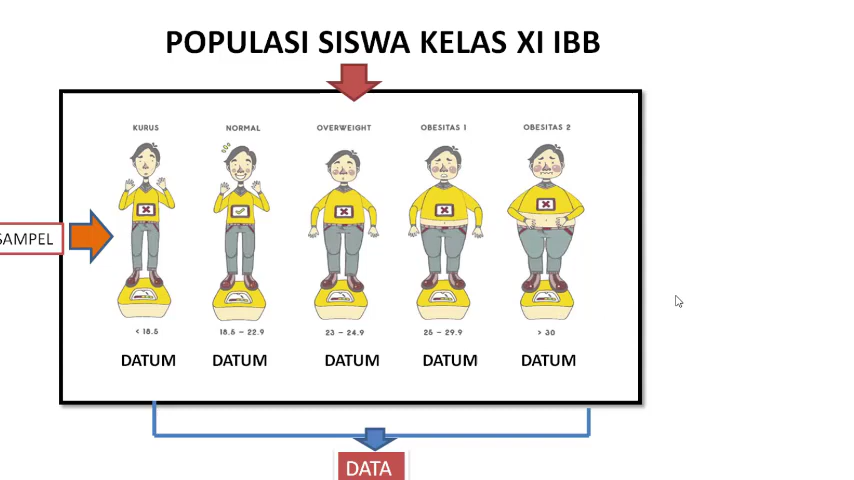 POPULASI SISWA KELAS XI IBB
KURUS
NORMAL
OVERWEIGHT
OBESITAS 1
OBESITAS 2
SAMPEL
< 18.5
18.5 – 22.9
23 – 24.9
25 – 29.9
> 30
DATUM
DATUM
DATUM
DATUM
DATUM
DATA